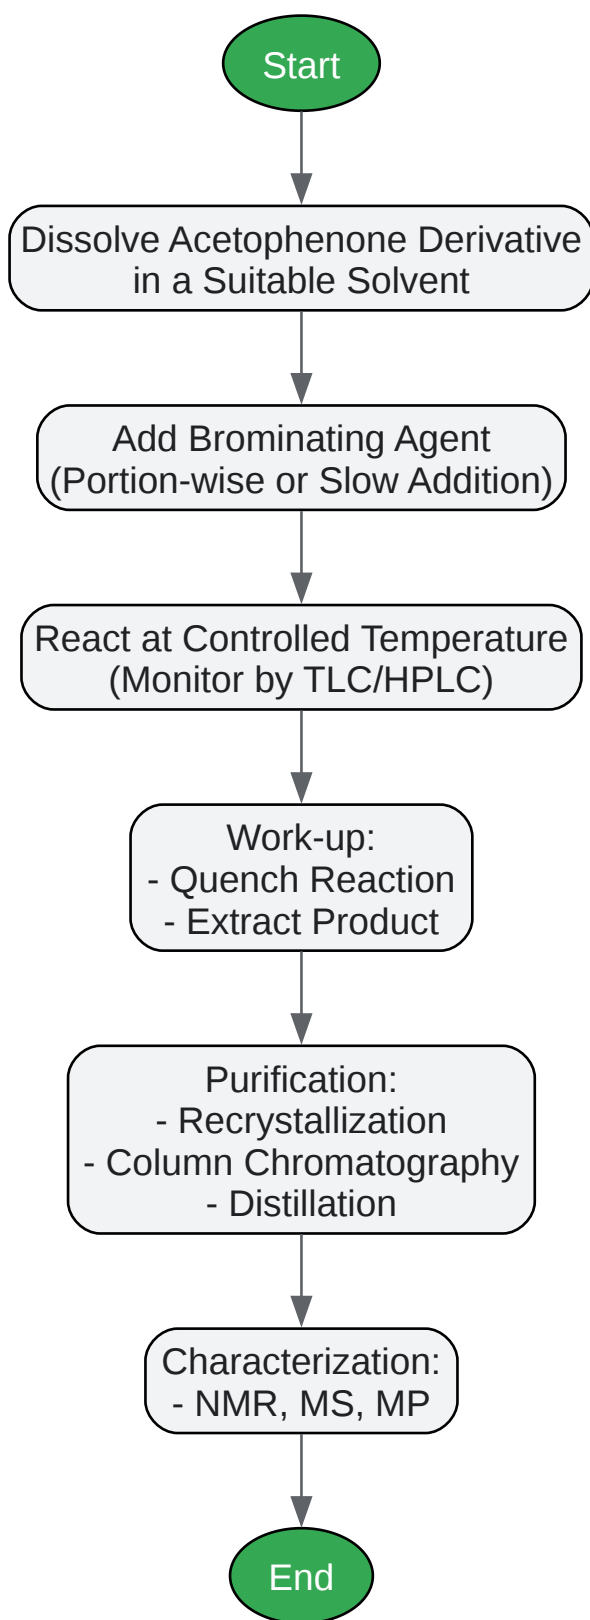 Start
Dissolve Acetophenone Derivative
in a Suitable Solvent
Add Brominating Agent
(Portion-wise or Slow Addition)
React at Controlled Temperature
(Monitor by TLC/HPLC)
Work-up:
- Quench Reaction
- Extract Product
Purification:
- Recrystallization
- Column Chromatography
- Distillation
Characterization:
- NMR, MS, MP
End